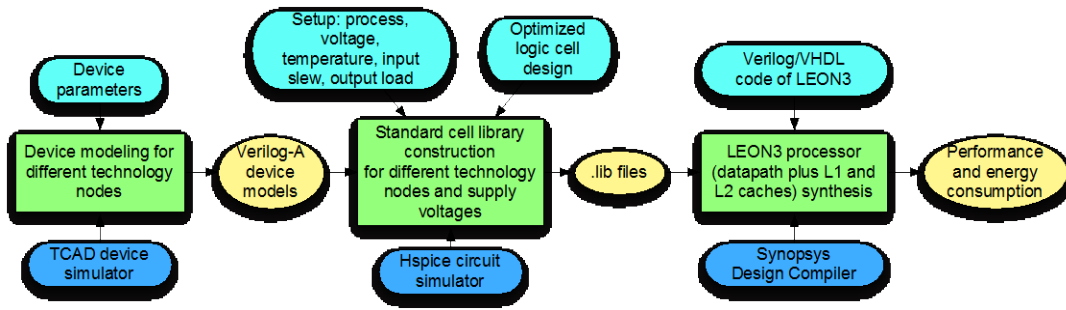 Device
parameters
Device modeling for
different technology
nodes
TCAD device
simulator
Verilog-A
device
models
Setup: process,
voltage,
temperature, input
slew, output load
Optimized
logic cell
design
Standard cell library
construction
for different technology
nodes and supply
voltages
Hspice circuit
simulator
.lib files
Verilog/VHDL
code of LEON3
LEON3 processor
(datapath plus L1 and
L2 caches) synthesis
Synopsys
Design Compiler
Performance
and energy
consumption